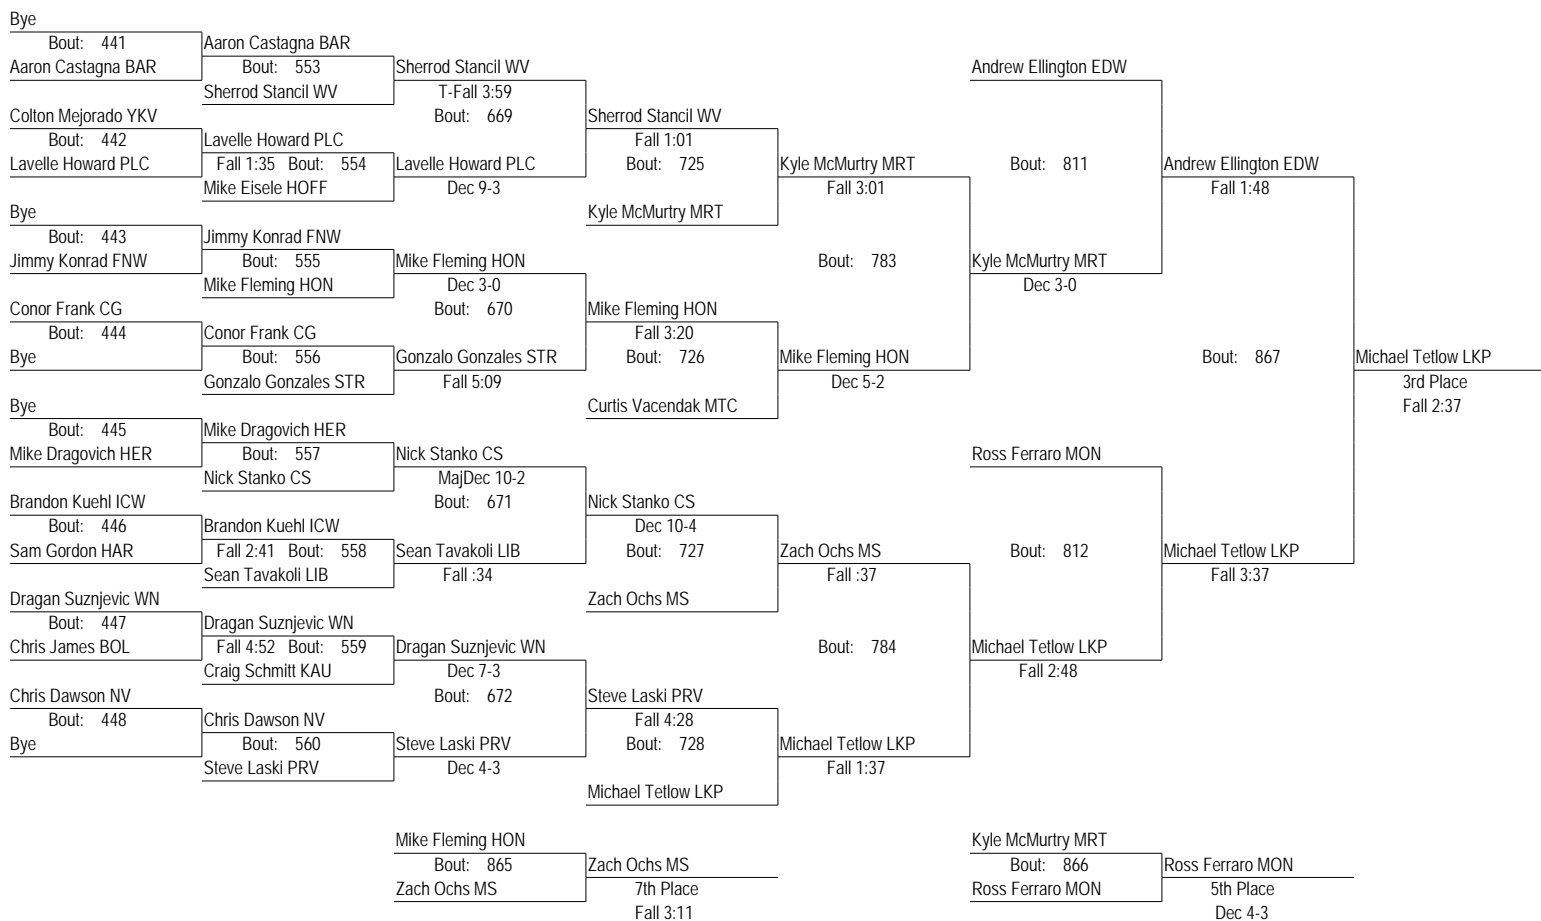 Bye
Bout: 441 Aaron Castagna BAR
Aaron Castagna BAR Bout: 553 Sherrod Stancil WV Andrew Ellington EDW
Sherrod Stancil WV T-Fall 3:59
Colton Mejorado YKV Bout: 669 Sherrod Stancil WV
Bout: 442 Lavelle Howard PLC Fall 1:01
Lavelle Howard PLC Fall 1:35 Bout: 554 Lavelle Howard PLC Bout: 725 Kyle McMurtry MRT Bout: 811 Andrew Ellington EDW
Mike Eisele HOFF Dec 9-3 Fall 3:01 Fall 1:48
Bye Kyle McMurtry MRT
Bout: 443 Jimmy Konrad FNW
Jimmy Konrad FNW Bout: 555 Mike Fleming HON Bout: 783 Kyle McMurtry MRT
Mike Fleming HON Dec 3-0 Dec 3-0
Conor Frank CG Bout: 670 Mike Fleming HON
Bout: 444 Conor Frank CG Fall 3:20
Bye Bout: 556 Gonzalo Gonzales STR Bout: 726 Mike Fleming HON Bout: 867 Michael Tetlow LKP
Gonzalo Gonzales STR Fall 5:09 Dec 5-2 3rd Place
Bye Curtis Vacendak MTC Fall 2:37
Bout: 445 Mike Dragovich HER
Mike Dragovich HER Bout: 557 Nick Stanko CS Ross Ferraro MON
Nick Stanko CS MajDec 10-2
Brandon Kuehl ICW Bout: 671 Nick Stanko CS
Bout: 446 Brandon Kuehl ICW Dec 10-4
Sam Gordon HAR Fall 2:41 Bout: 558 Sean Tavakoli LIB Bout: 727 Zach Ochs MS Bout: 812 Michael Tetlow LKP
Sean Tavakoli LIB Fall :34 Fall :37 Fall 3:37
Dragan Suznjevic WN Zach Ochs MS
Bout: 447 Dragan Suznjevic WN
Chris James BOL Fall 4:52 Bout: 559 Dragan Suznjevic WN Bout: 784 Michael Tetlow LKP
Craig Schmitt KAU Dec 7-3 Fall 2:48
Chris Dawson NV Bout: 672 Steve Laski PRV
Bout: 448 Chris Dawson NV Fall 4:28
Bye Bout: 560 Steve Laski PRV Bout: 728 Michael Tetlow LKP
Steve Laski PRV Dec 4-3 Fall 1:37
Michael Tetlow LKP
Mike Fleming HON Kyle McMurtry MRT
Bout: 865 Zach Ochs MS Bout: 866 Ross Ferraro MON
Zach Ochs MS 7th Place Ross Ferraro MON 5th Place
Fall 3:11 Dec 4-3